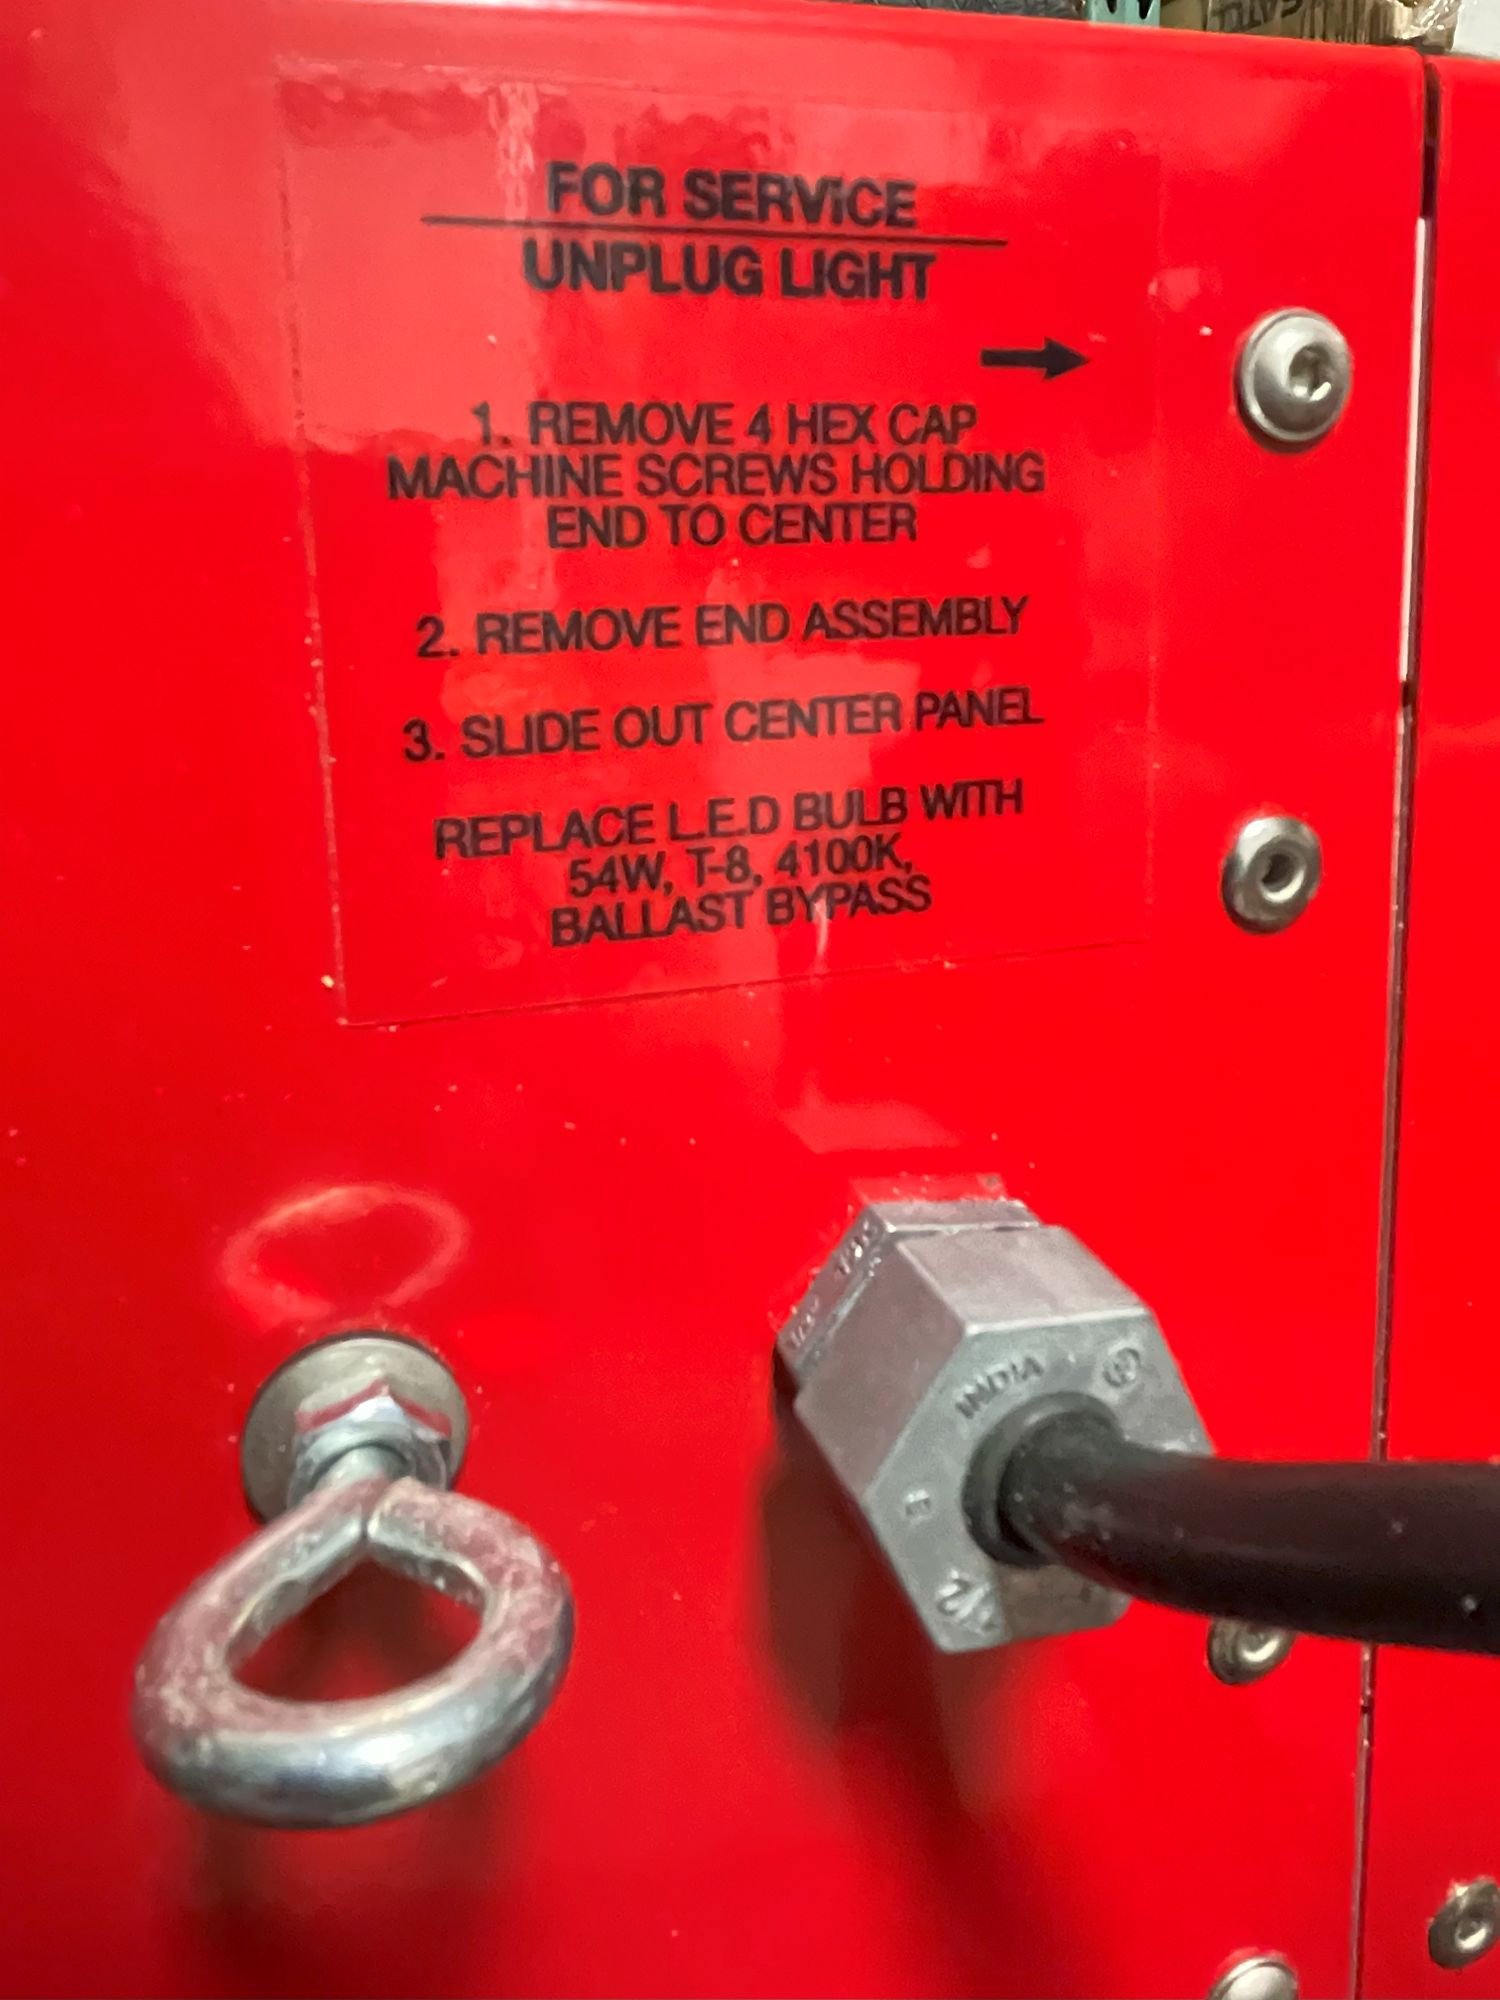 FOR SERVICE
UNPLUG LIGHT
1. REMOVE 4 HEX CAP
MACHINE SCREWS HOLDING
END TO CENTER
2. REMOVE END ASSEMBLY
3. SLIDE OUT CENTER PANEL
REPLACE L.E.D BULB WITH
54W, T-8, 4100K,
BALLAST BYPASS
INDIA